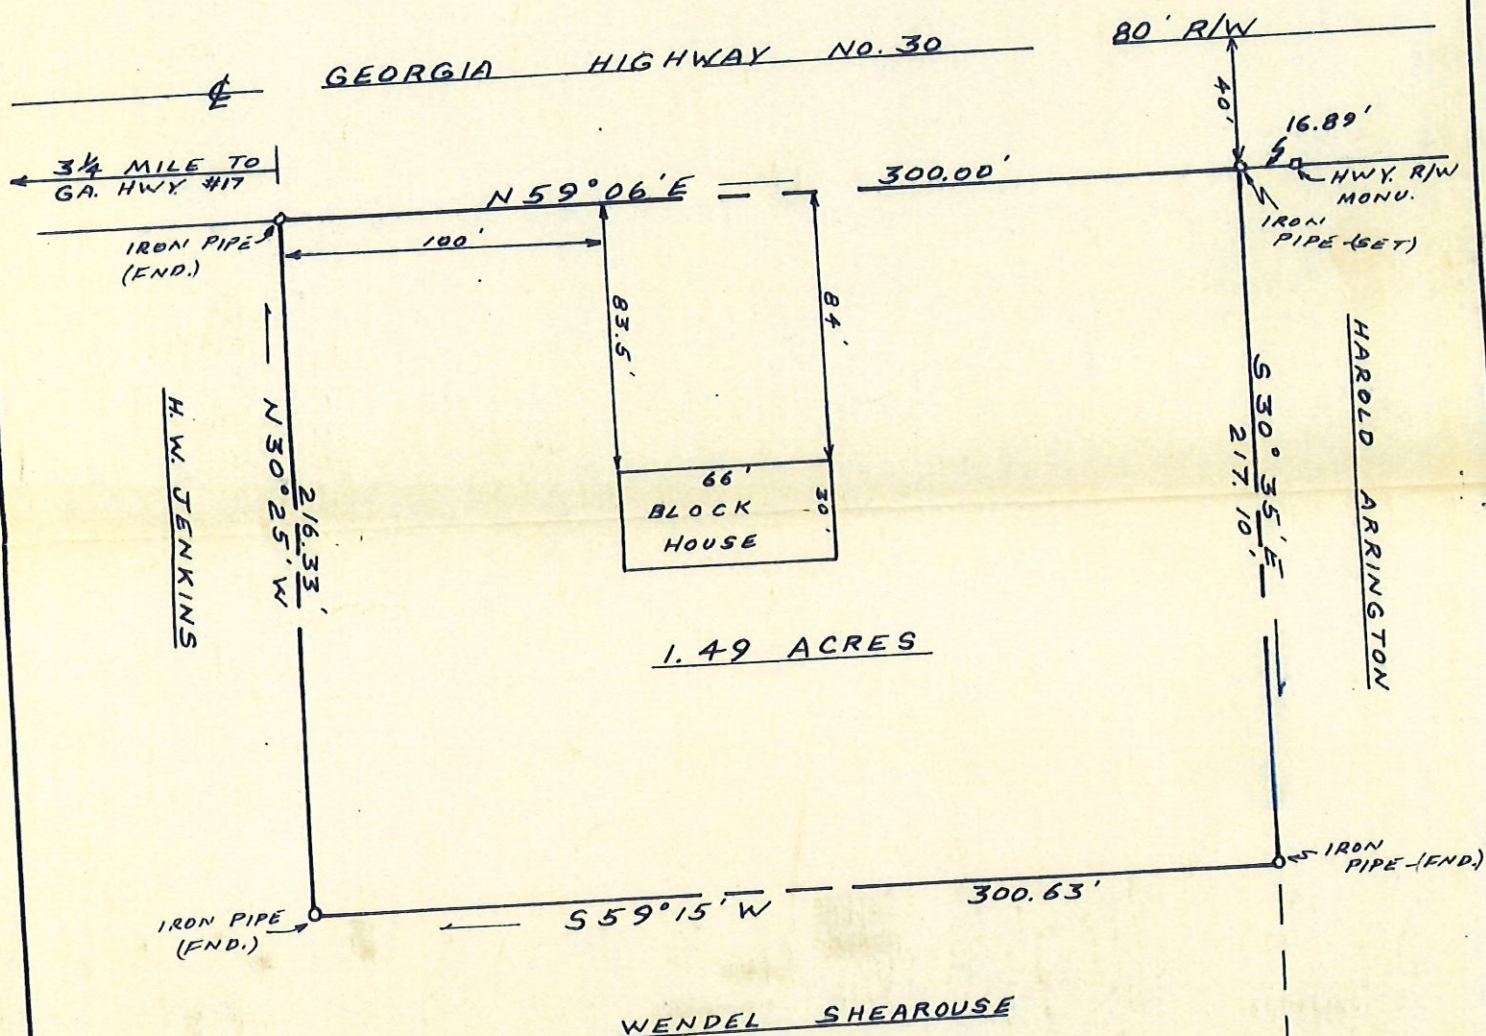 80' R/W
GEORGIA HIGHWAY NO. 30
℄
40'
16.89'
3¼ MILE TO
GA. HWY. #17
N 59° 06' E
300.00'
HWY. R/W
MONU.
IRON
PIPE (SET)
IRON PIPE
(FND.)
100'
83.5'
84'
H. W. JENKINS
N 30° 25' W
216.33'
66'
30'
BLOCK
HOUSE
S 30° 35' E
217.10'
HAROLD ARRINGTON
1.49 ACRES
IRON
PIPE (FND.)
300.63'
S 59° 15' W
IRON PIPE
(FND.)
WENDEL SHEAROUSE